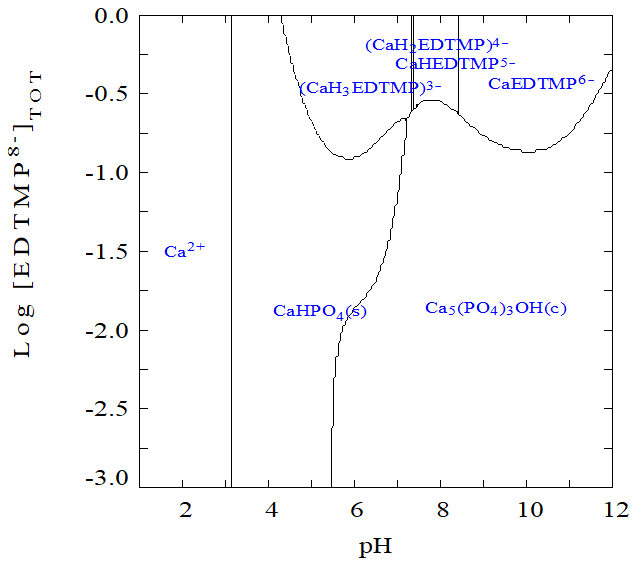 0.0
(CaH₂EDTMP)⁴⁻
CaHEDTMP⁵⁻
(CaH₃EDTMP)³⁻
CaEDTMP⁶⁻
-0.5
-1.0
Log [EDTMP⁸⁻]TOT
-1.5
Ca²⁺
CaHPO₄(s)
Ca₅(PO₄)₃OH(c)
-2.0
-2.5
-3.0
2 4 6 8 10 12
pH